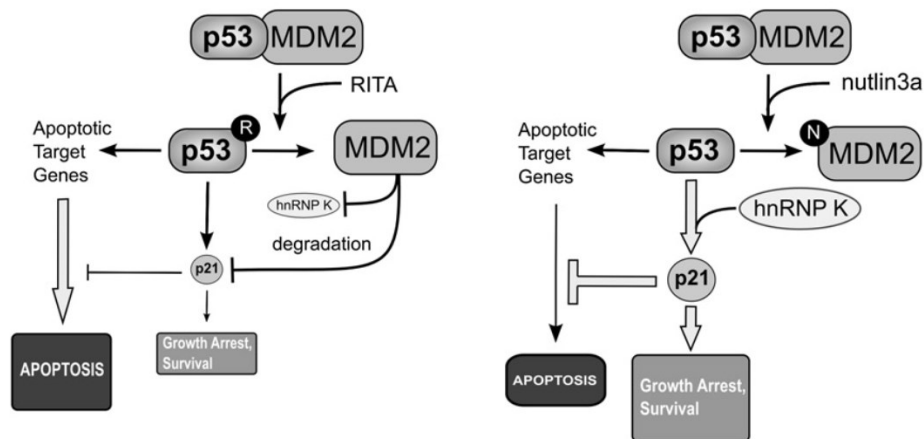 p53 MDM2
RITA
Apoptotic
Target
Genes
p53
R
MDM2
hnRNP K
degradation
p21
APOPTOSIS
Growth Arrest,
Survival
p53 MDM2
nutlin3a
Apoptotic
Target
Genes
p53
N
MDM2
hnRNP K
p21
APOPTOSIS
Growth Arrest,
Survival